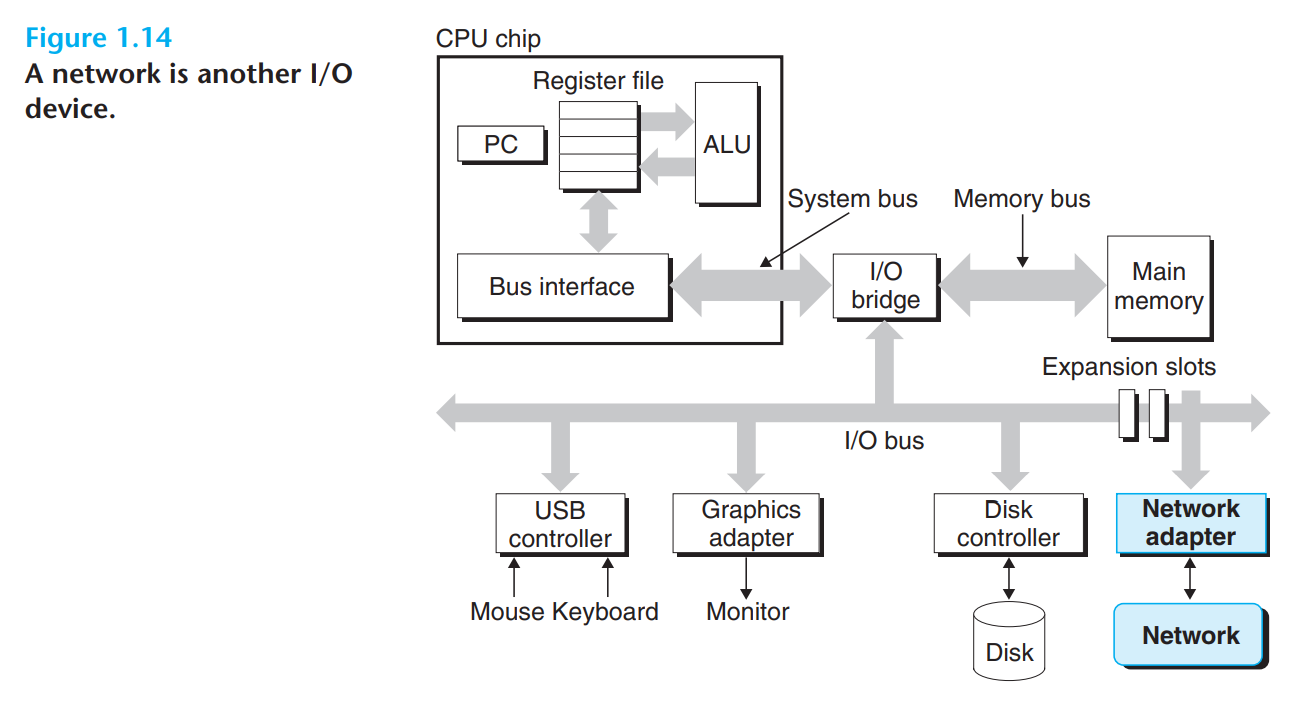 Figure 1.14
A network is another I/O
device.
CPU chip
Register file
PC
ALU
System bus
Memory bus
Bus interface
I/O
bridge
Main
memory
Expansion slots
I/O bus
USB
controller
Graphics
adapter
Disk
controller
Network
adapter
Mouse Keyboard
Monitor
Disk
Network